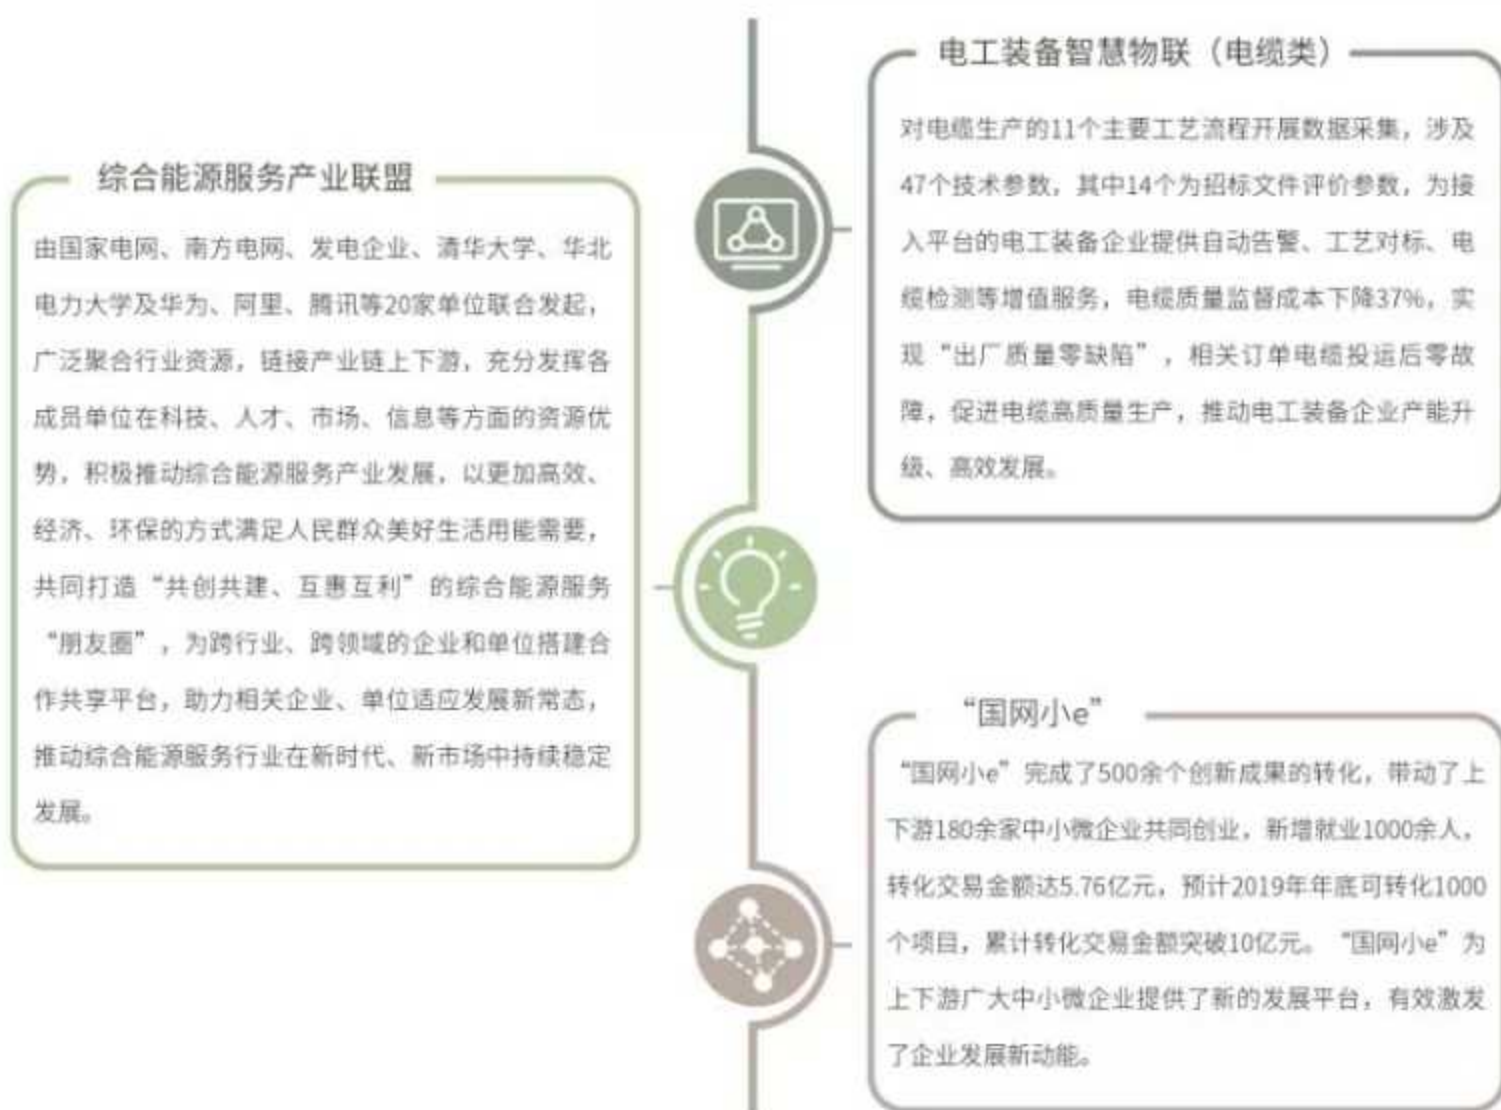 电工装备智慧物联（电缆类）
对电缆生产的11个主要工艺流程开展数据采集，涉及
47个技术参数，其中14个为招标文件评价参数，为接
入平台的电工装备企业提供自动告警、工艺对标、电
缆检测等增值服务，电缆质量监督成本下降37%，实
现“出厂质量零缺陷”，相关订单电缆投运后零故
障，促进电缆高质量生产，推动电工装备企业产能升
级、高效发展。
综合能源服务产业联盟
由国家电网、南方电网、发电企业、清华大学、华北
电力大学及华为、阿里、腾讯等20家单位联合发起，
广泛聚合行业资源，链接产业链上下游，充分发挥各
成员单位在科技、人才、市场、信息等方面的资源优
势，积极推动综合能源服务产业发展，以更加高效、
经济、环保的方式满足人民群众美好生活用能需要，
共同打造“共创共建、互惠互利”的综合能源服务
“朋友圈”，为跨行业、跨领域的企业和单位搭建合
作共享平台，助力相关企业、单位适应发展新常态，
推动综合能源服务行业在新时代、新市场中持续稳定
发展。
“国网小e”
“国网小e”完成了500余个创新成果的转化，带动了上
下游180余家中小微企业共同创业，新增就业1000余人，
转化交易金额达5.76亿元，预计2019年年底可转化1000
个项目，累计转化交易金额突破10亿元。“国网小e”为
上下游广大中小微企业提供了新的发展平台，有效激发
了企业发展新动能。